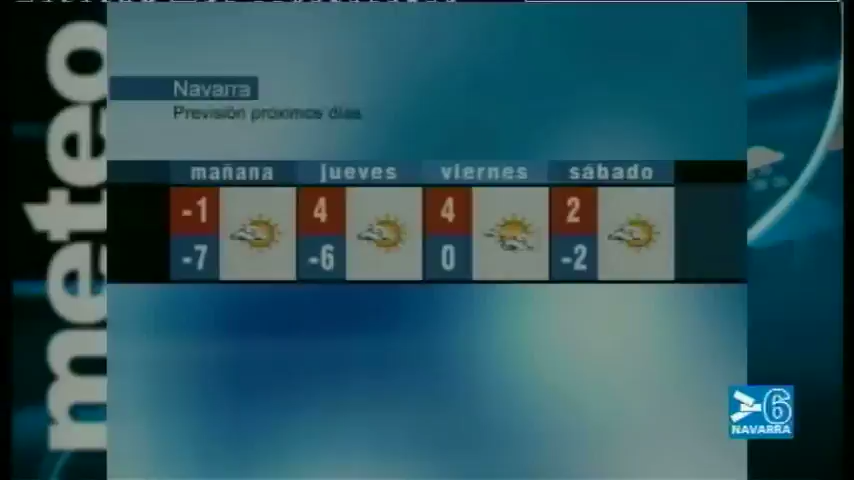 meteo
Navarra
Previsión próximos días
mañana jueves viernes sábado
-1 4 4 2
-7 -6 0 -2
6
NAVARRA